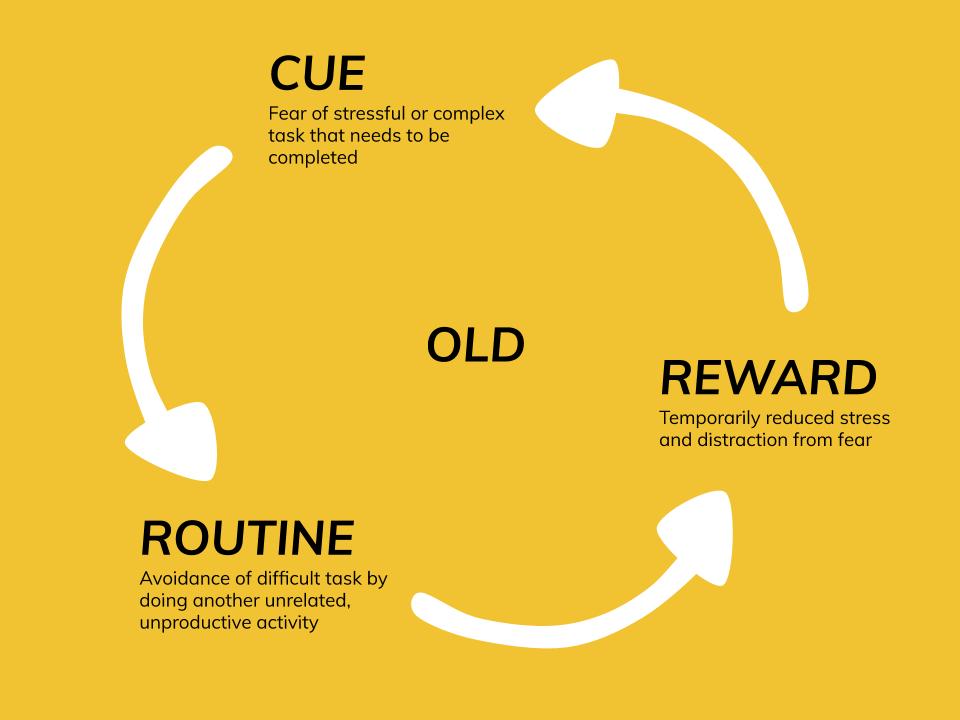 CUE
Fear of stressful or complex
task that needs to be
completed
OLD
REWARD
Temporarily reduced stress
and distraction from fear
ROUTINE
Avoidance of difficult task by
doing another unrelated,
unproductive activity